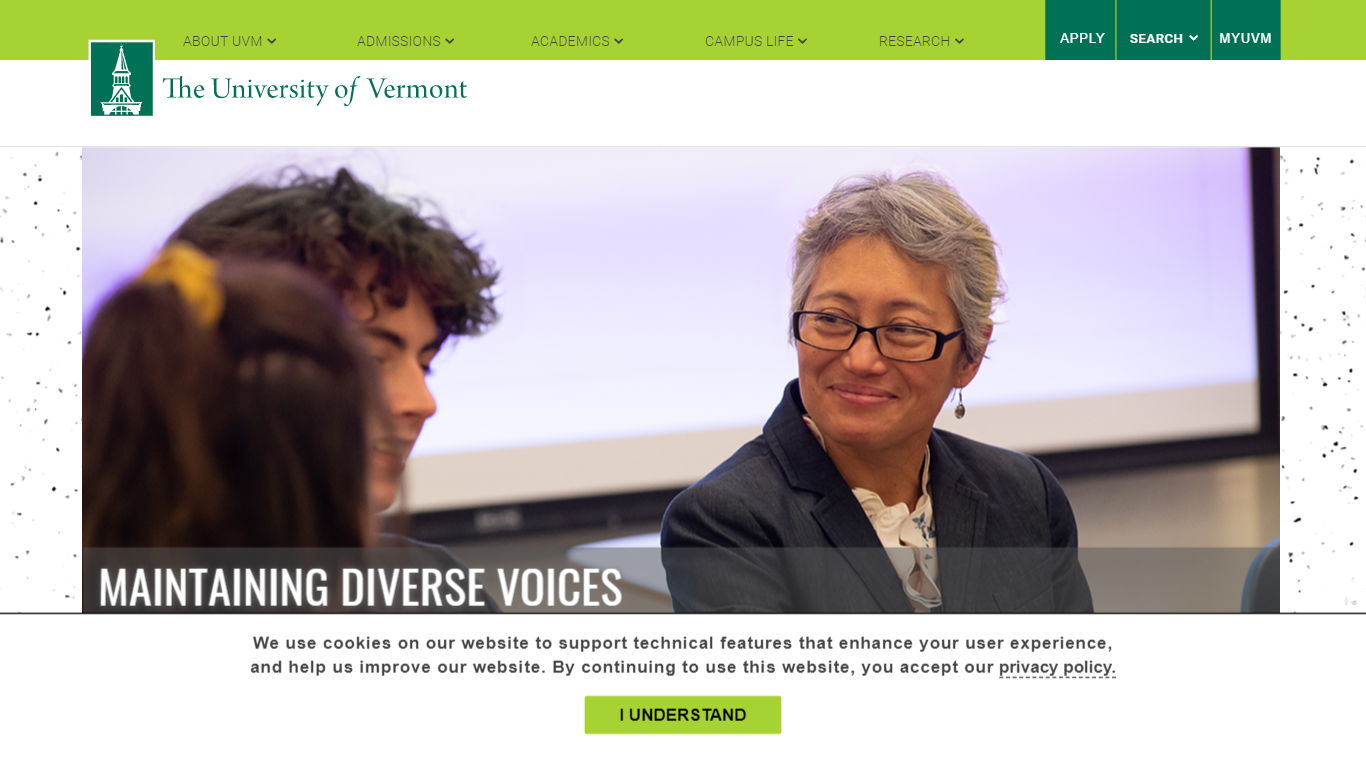 ABOUT UVM
ADMISSIONS
ACADEMICS
CAMPUS LIFE
RESEARCH
APPLY
SEARCH
MYUVM
The University of Vermont
MAINTAINING DIVERSE VOICES
We use cookies on our website to support technical features that enhance your user experience,
and help us improve our website. By continuing to use this website, you accept our privacy policy.
I UNDERSTAND